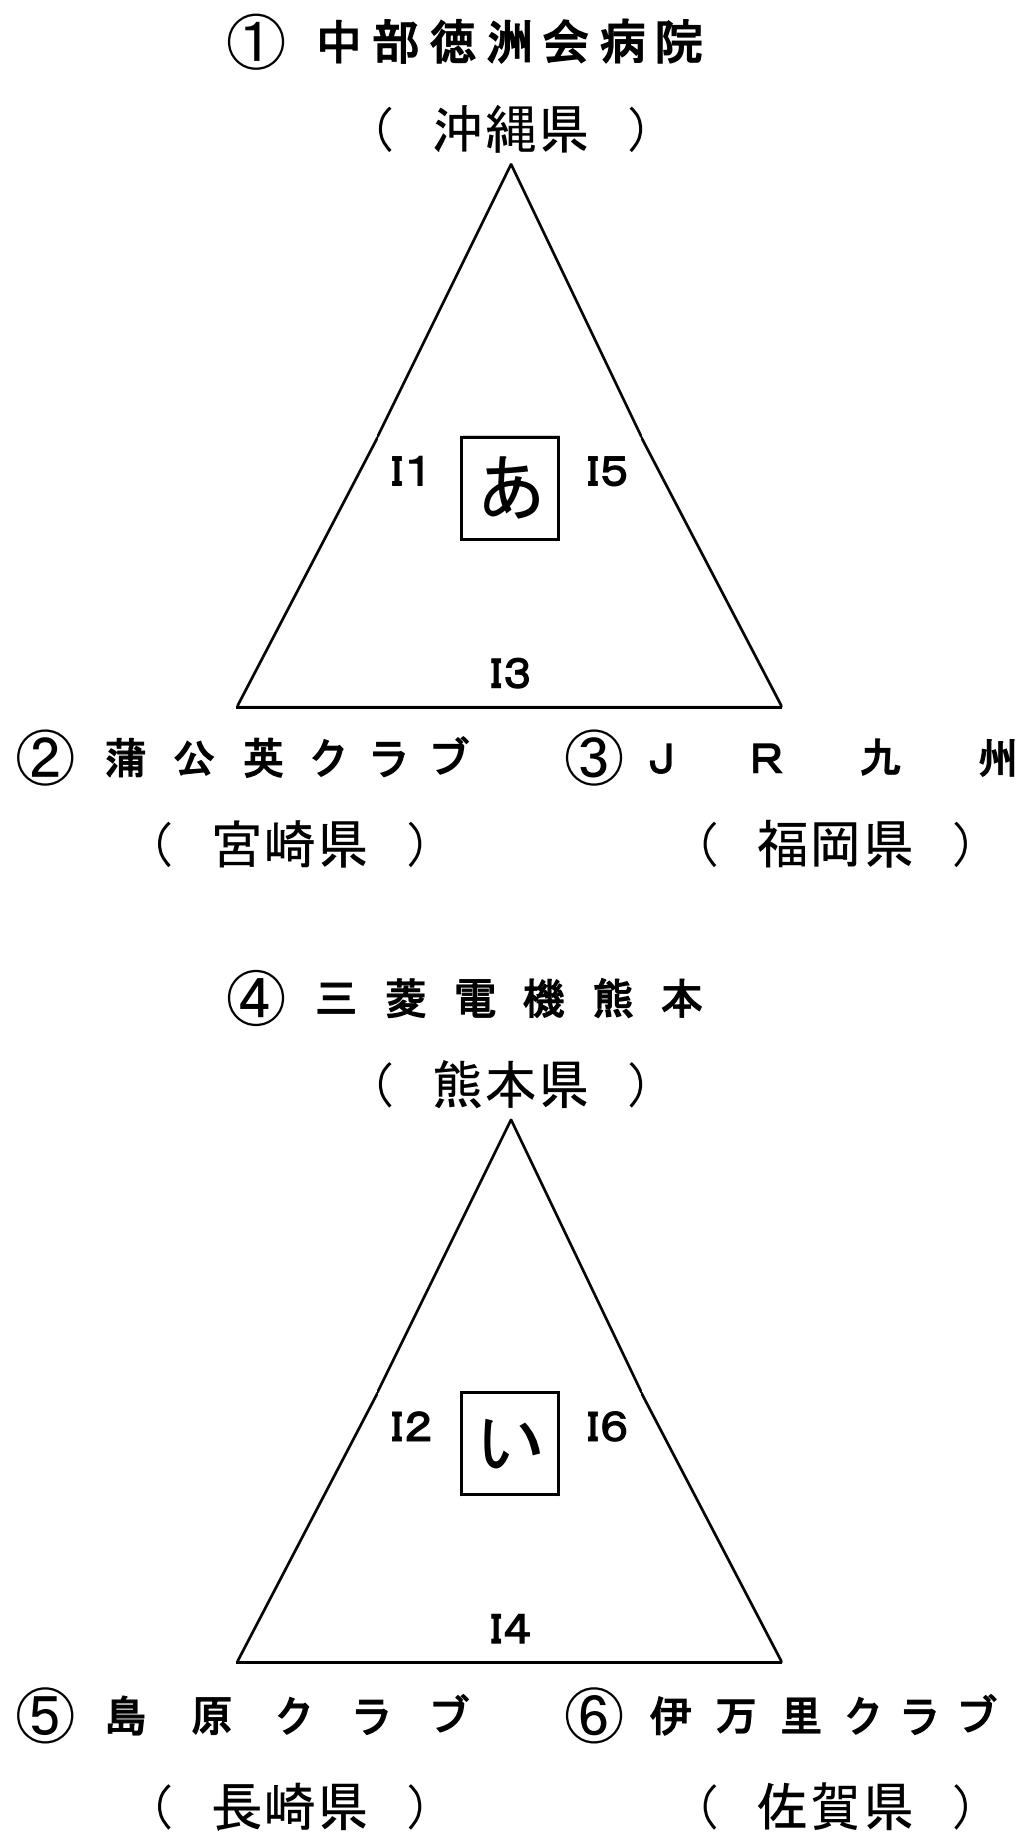 ① 中部徳洲会病院
（ 沖縄県 ）
I1 あ I5
I3
② 蒲公英クラブ ③ JR九州
（ 宮崎県 ） （ 福岡県 ）
④ 三菱電機熊本
（ 熊本県 ）
I2 い I6
I4
⑤ 島原クラブ ⑥ 伊万里クラブ
（ 長崎県 ） （ 佐賀県 ）